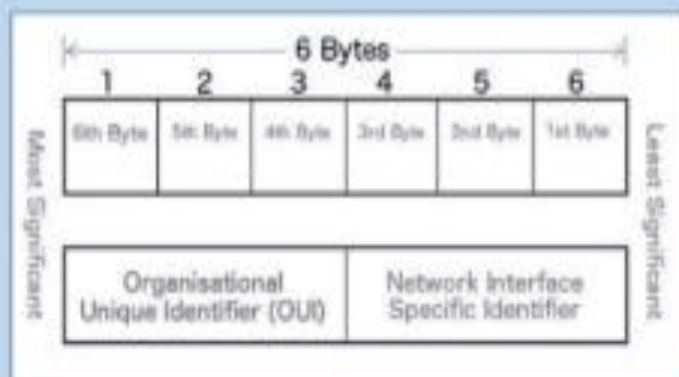 6 Bytes
1 2 3 4 5 6
6th Byte 5th Byte 4th Byte 3rd Byte 2nd Byte 1st Byte
Most Significant
Least Significant
Organisational
Unique Identifier (OUI)
Network Interface
Specific Identifier